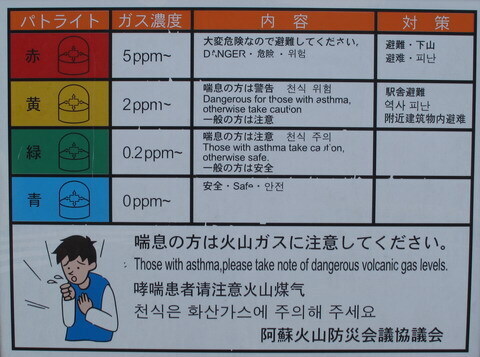 パトライト ガス濃度 内容 対策
赤 5ppm~ 大変危険なので避難してください。 避難・下山
DANGER・危険・위험 避难・피난
黄 2ppm~ 喘息の方は警告 천식 위험 駅舎避難
Dangerous for those with asthma, 역사 피난
otherwise take caution 附近建筑物内避难
一般の方は注意
緑 0.2ppm~ 喘息の方は注意 천식 주의
Those with asthma take caution,
otherwise safe.
一般の方は安全
青 0ppm~ 安全・Safe・안전
喘息の方は火山ガスに注意してください。
Those with asthma,please take note of dangerous volcanic gas levels.
哮喘患者请注意火山煤气
천식은 화산가스에 주의해 주세요
阿蘇火山防災会議協議会